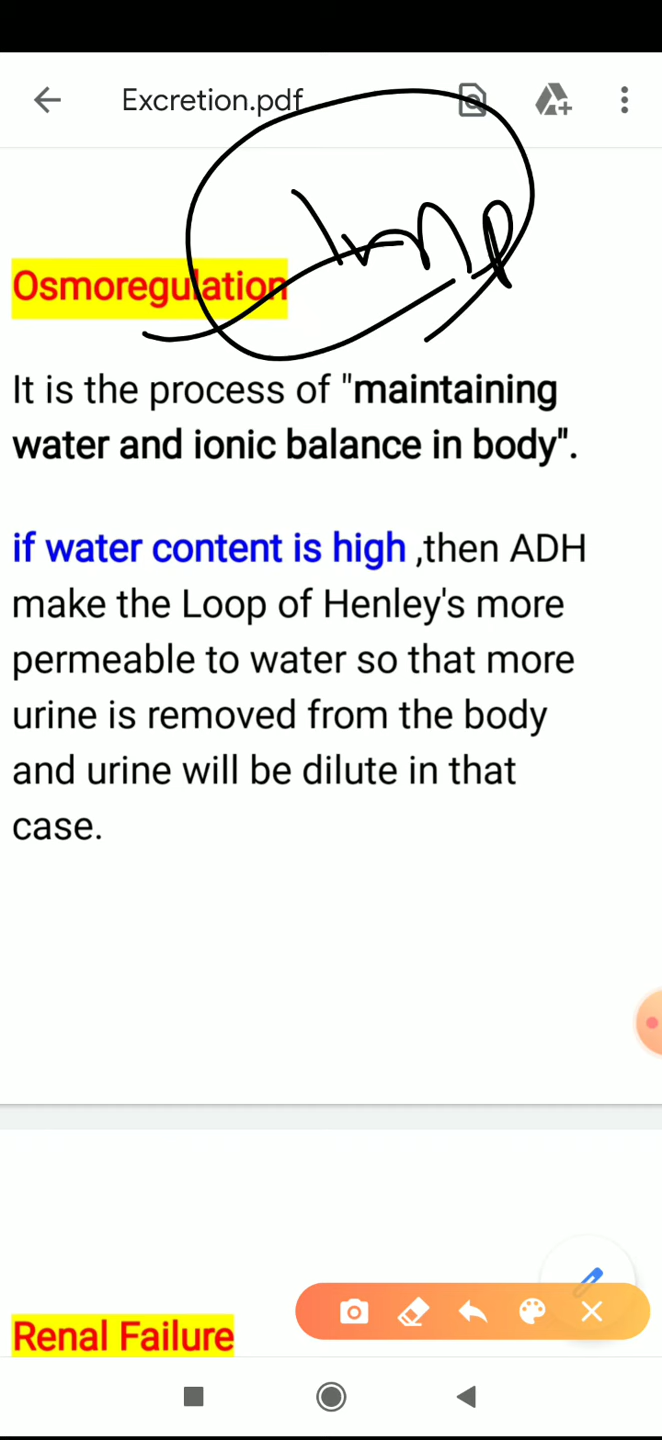 Excretion.pdf
Imp
Osmoregulation
It is the process of "maintaining
water and ionic balance in body".
if water content is high ,then ADH
make the Loop of Henley's more
permeable to water so that more
urine is removed from the body
and urine will be dilute in that
case.
Renal Failure